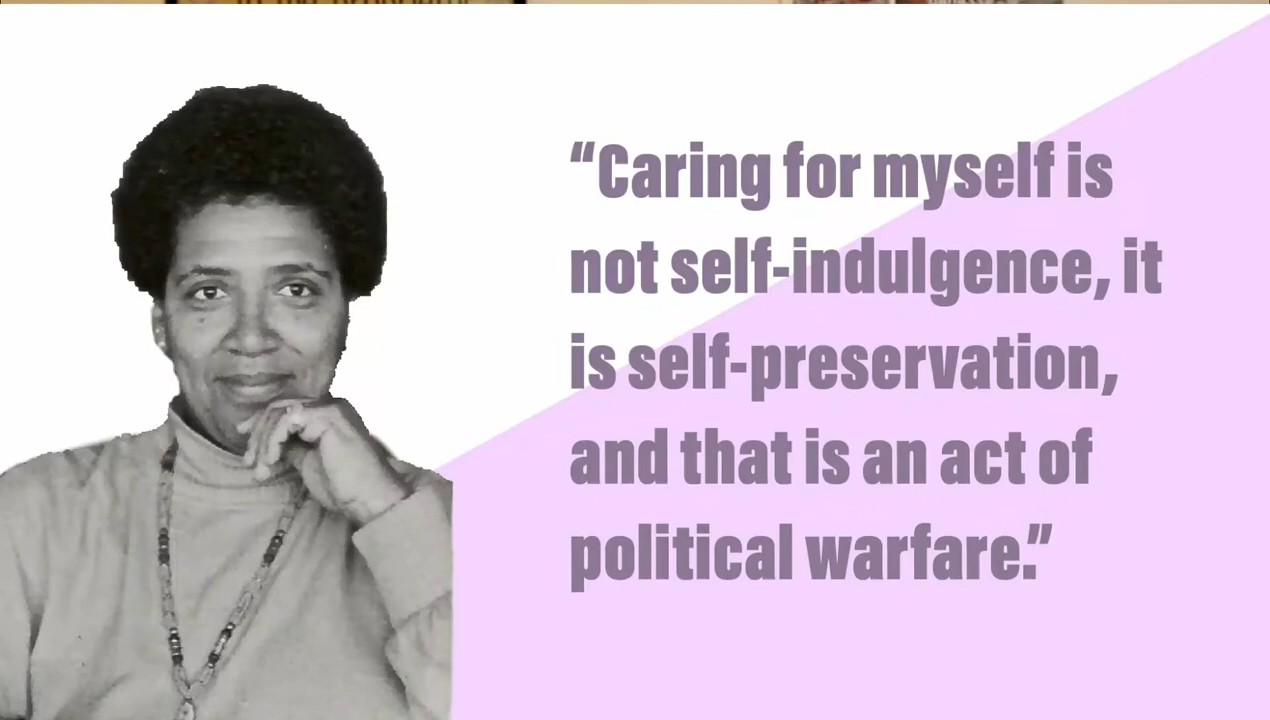 “Caring for myself is
not self-indulgence, it
is self-preservation,
and that is an act of
political warfare.”